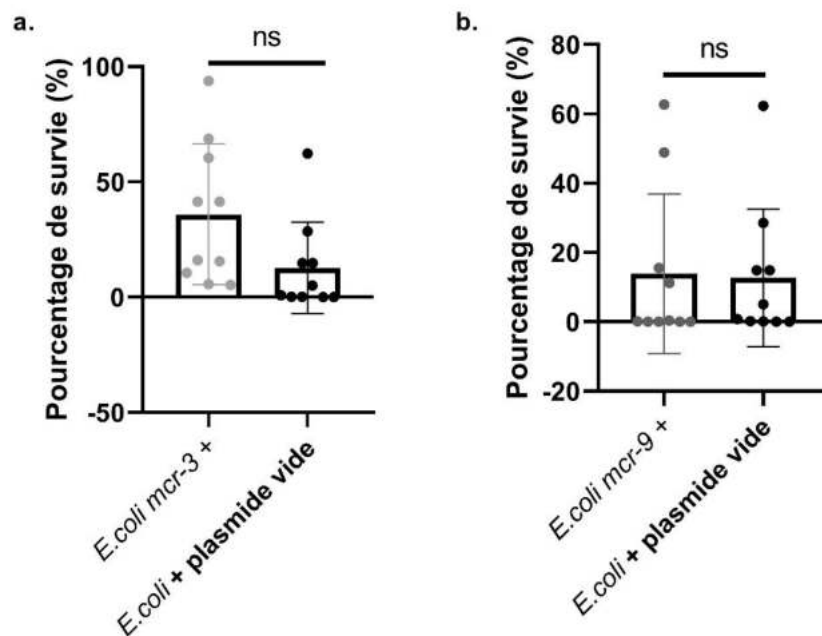 a.
ns
Pourcentage de survie (%)
100
50
0
-50
E.coli mcr-3 +
E.coli + plasmide vide
b.
ns
Pourcentage de survie (%)
80
60
40
20
0
-20
E.coli mcr-9 +
E.coli + plasmide vide